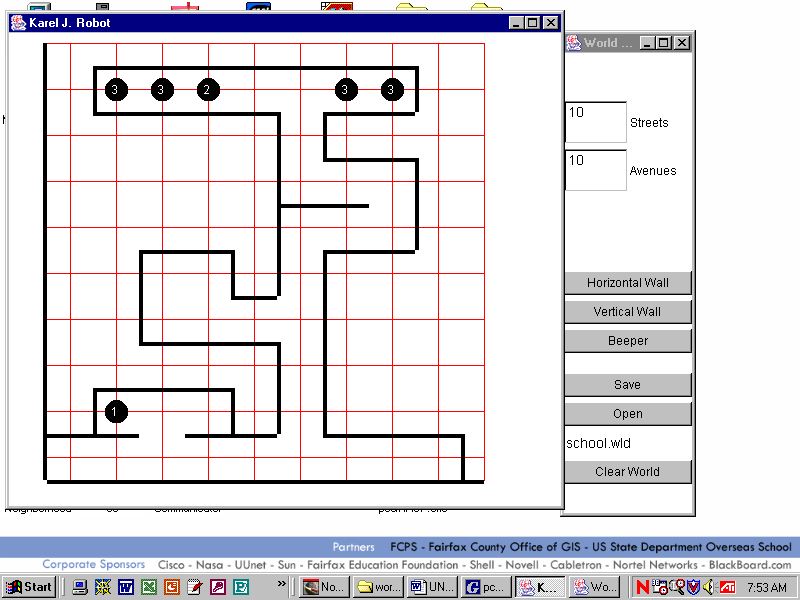 Karel J. Robot
World ...
3 3 2 3 3
1
10
Streets
10
Avenues
Horizontal Wall
Vertical Wall
Beeper
Save
Open
school.wld
Clear World
Partners FCPS - Fairfax County Office of GIS - US State Department Overseas School
Corporate Sponsors Cisco - Nasa - UUnet - Sun - Fairfax Education Foundation - Shell - Novell - Cabletron - Nortel Networks - BlackBoard.com
Start
No...
wor...
UN...
pc...
K...
Wo...
7:53 AM